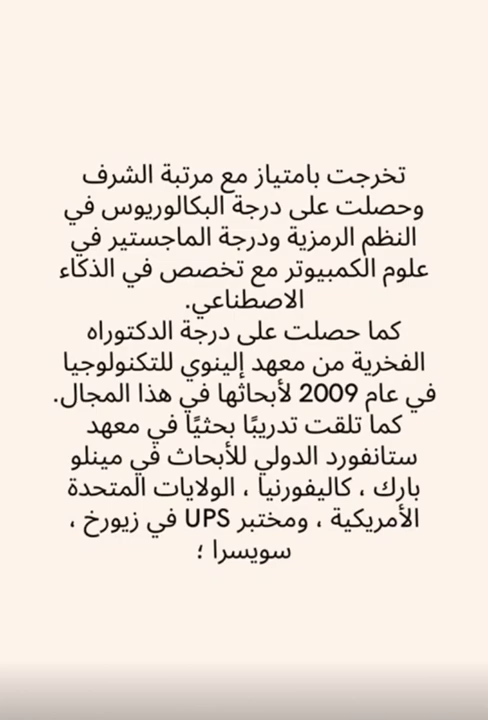 تخرجت بامتياز مع مرتبة الشرف
وحصلت على درجة البكالوريوس في
النظم الرمزية ودرجة الماجستير في
علوم الكمبيوتر مع تخصص في الذكاء
الاصطناعي.
كما حصلت على درجة الدكتوراه
الفخرية من معهد إلينوي للتكنولوجيا
في عام 2009 لأبحاثها في هذا المجال.
كما تلقت تدريبًا بحثيًا في معهد
ستانفورد الدولي للأبحاث في مينلو
بارك ، كاليفورنيا ، الولايات المتحدة
الأمريكية ، ومختبر UPS في زيورخ ،
سويسرا ؛